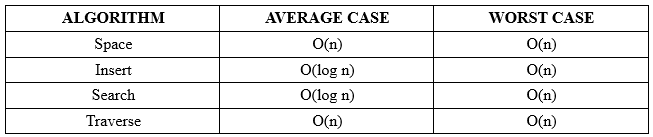 ALGORITHM AVERAGE CASE WORST CASE
Space O(n) O(n)
Insert O(log n) O(n)
Search O(log n) O(n)
Traverse O(n) O(n)